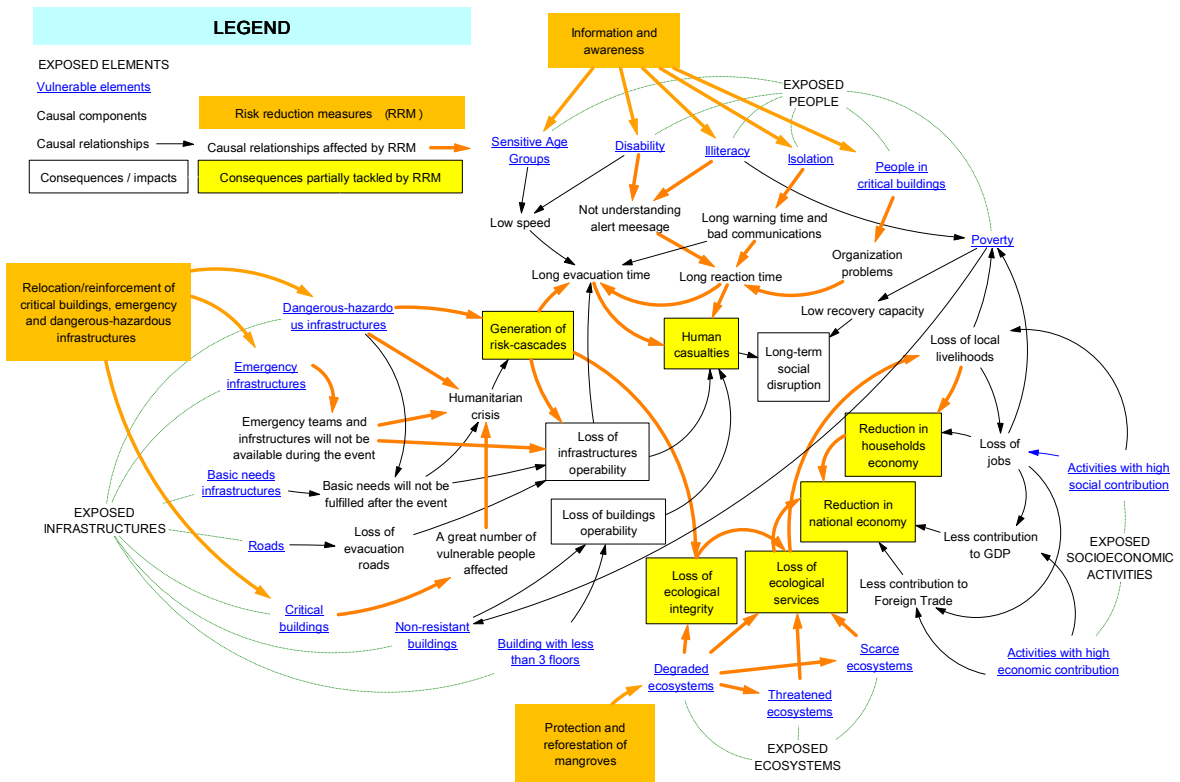 LEGEND
EXPOSED ELEMENTS
Vulnerable elements
Causal components
Causal relationships
Consequences / impacts
Risk reduction measures (RRM )
Causal relationships affected by RRM
Consequences partially tackled by RRM
Information and
awareness
EXPOSED
PEOPLE
Sensitive Age
Groups
Disability
Illiteracy
Isolation
People in
critical buildings
Low speed
Not understanding
alert meesage
Long warning time and
bad communications
Organization
problems
Poverty
Long evacuation time
Long reaction time
Low recovery capacity
Relocation/reinforcement of
critical buildings, emergency
and dangerous-hazardous
infrastructures
Dangerous-hazardo
us infrastructures
Generation of
risk-cascades
Human
casualties
Long-term
social
disruption
Loss of local
livelihoods
Emergency
infrastructures
Humanitarian
crisis
Emergency teams and
infrstructures will not be
available during the event
Loss of
infrastructures
operability
Reduction in
households
economy
Loss of
jobs
Activities with high
social contribution
Basic needs
infrastructures
Basic needs will not be
fulfilled after the event
EXPOSED
INFRASTRUCTURES
Roads
Loss of
evacuation
roads
A great number of
vulnerable people
affected
Loss of buildings
operability
Reduction in
national economy
Less contribution
to GDP
EXPOSED
SOCIOECONOMIC
ACTIVITIES
Loss of
ecological
integrity
Loss of
ecological
services
Less contribution to
Foreign Trade
Critical
buildings
Non-resistant
buildings
Building with less
than 3 floors
Degraded
ecosystems
Threatened
ecosystems
Scarce
ecosystems
Activities with high
economic contribution
Protection and
reforestation of
mangroves
EXPOSED
ECOSYSTEMS